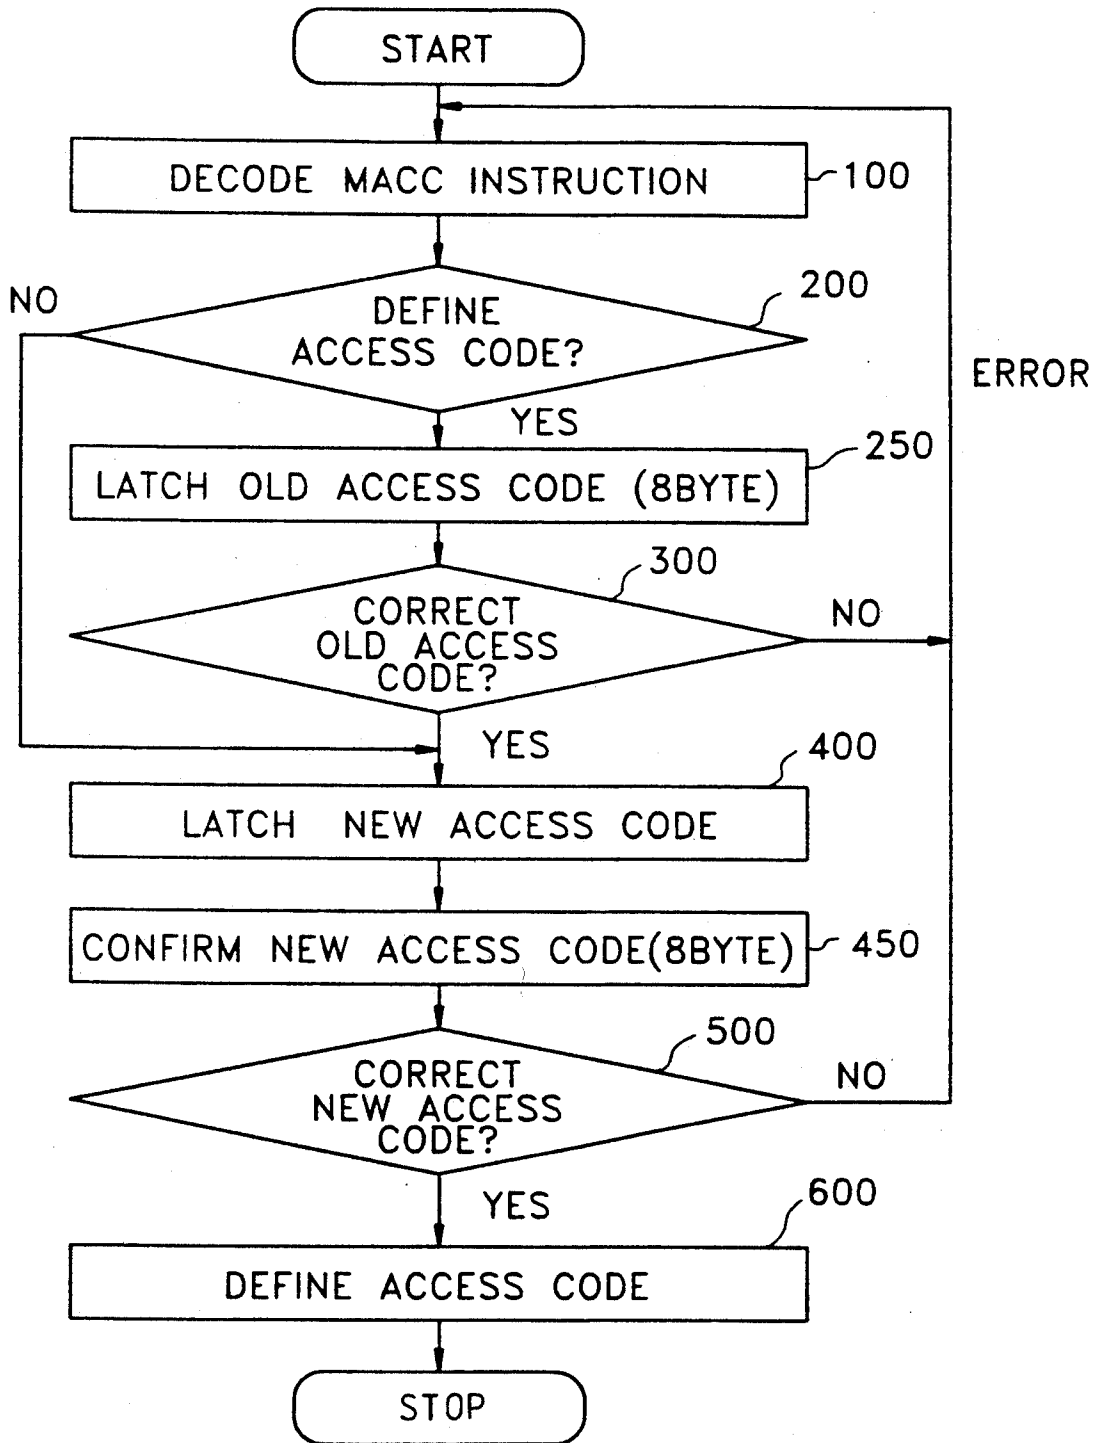 START
DECODE MACC INSTRUCTION
100
NO
DEFINE
ACCESS CODE?
200
ERROR
YES
250
LATCH OLD ACCESS CODE (8BYTE)
300
CORRECT
OLD ACCESS
CODE?
NO
YES
400
LATCH NEW ACCESS CODE
CONFIRM NEW ACCESS CODE(8BYTE)
450
500
CORRECT
NEW ACCESS
CODE?
NO
YES
600
DEFINE ACCESS CODE
STOP